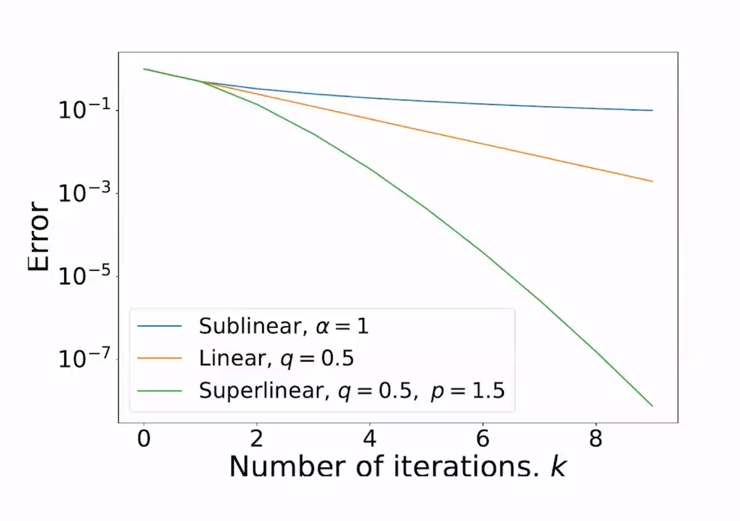 10⁻¹
10⁻³
10⁻⁵
10⁻⁷
Error
Sublinear, α = 1
Linear, q = 0.5
Superlinear, q = 0.5, p = 1.5
0 2 4 6 8
Number of iterations. k